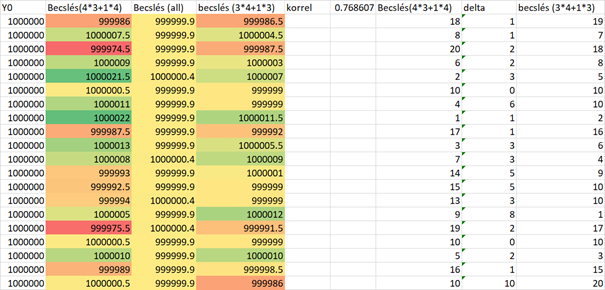 Y0 Becslés(4*3+1*4) Becslés (all) becslés (3*4+1*3) korrel 0.768607 Becslés(4*3+1*4) delta becslés (3*4+1*3)
1000000 999986 999999.9 999986.5 18 1 19
1000000 1000007.5 999999.9 1000004.5 8 1 7
1000000 999974.5 999999.9 999987.5 20 2 18
1000000 1000009 999999.9 1000003 6 2 8
1000000 1000021.5 1000000.4 1000007 2 3 5
1000000 1000000.5 999999.9 999999 10 0 10
1000000 1000011 999999.9 999999 4 6 10
1000000 1000022 999999.9 1000011.5 1 1 2
1000000 999987.5 999999.9 999992 17 1 16
1000000 1000013 999999.9 1000005.5 3 3 6
1000000 1000008 1000000.4 1000009 7 3 4
1000000 999993 999999.9 1000001 14 5 9
1000000 999992.5 999999.9 999999 15 5 10
1000000 999994 1000000.4 999999 13 3 10
1000000 1000005 999999.9 1000012 9 8 1
1000000 999975.5 1000000.4 999991.5 19 2 17
1000000 1000000.5 999999.9 999999 10 0 10
1000000 1000010 999999.9 1000010 5 2 3
1000000 999989 999999.9 999998.5 16 1 15
1000000 1000000.5 999999.9 999986 10 10 20